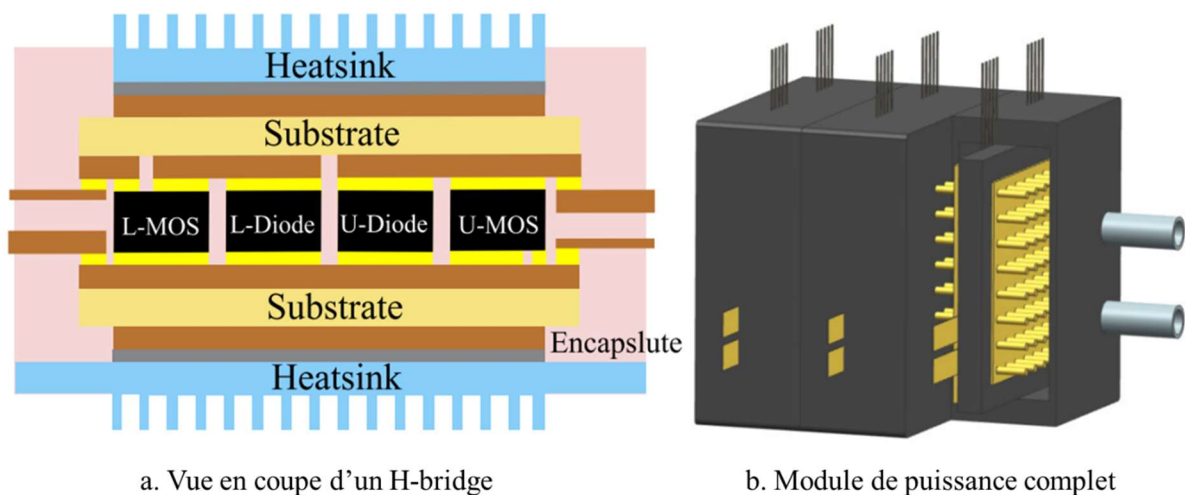 Heatsink
Substrate
L-MOS
L-Diode
U-Diode
U-MOS
Substrate
Encapslute
Heatsink
a. Vue en coupe d'un H-bridge
b. Module de puissance complet